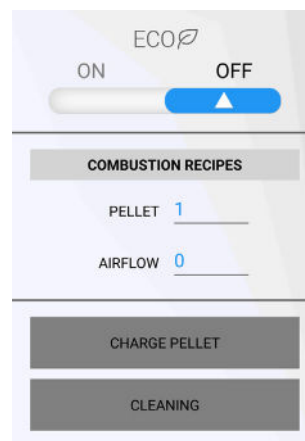 ECO
ON OFF
COMBUSTION RECIPES
PELLET 1
AIRFLOW 0
CHARGE PELLET
CLEANING